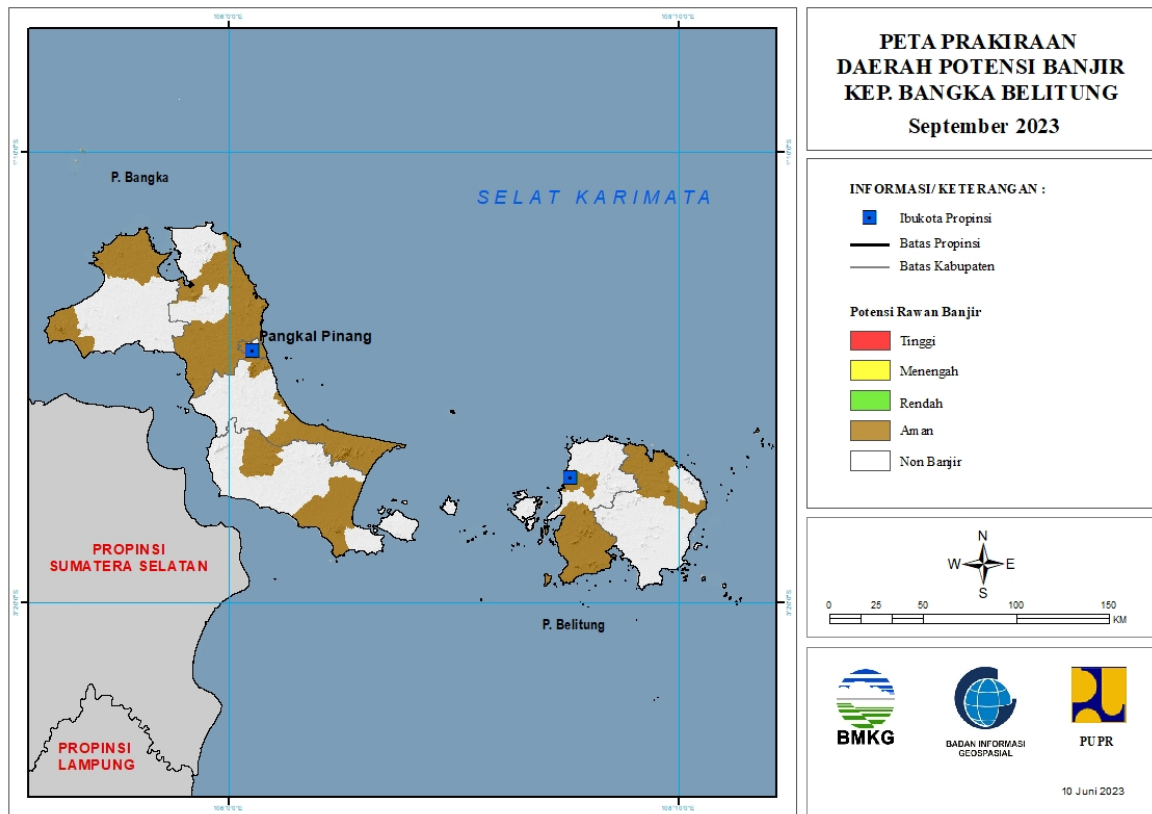 PETA PRAKIRAAN
DAERAH POTENSI BANJIR
KEP. BANGKA BELITUNG
September 2023
P. Bangka
SELAT KARIMATA
Pangkal Pinang
PROPINSI
SUMATERA SELATAN
P. Belitung
PROPINSI
LAMPUNG
INFORMASI/ KETERANGAN :
Ibukota Propinsi
Batas Propinsi
Batas Kabupaten
Potensi Rawan Banjir
Tinggi
Menengah
Rendah
Aman
Non Banjir
N
W E
S
0 25 50 100 150
KM
BMKG
BADAN INFORMASI
GEOSPASIAL
PUPR
10 Juni 2023